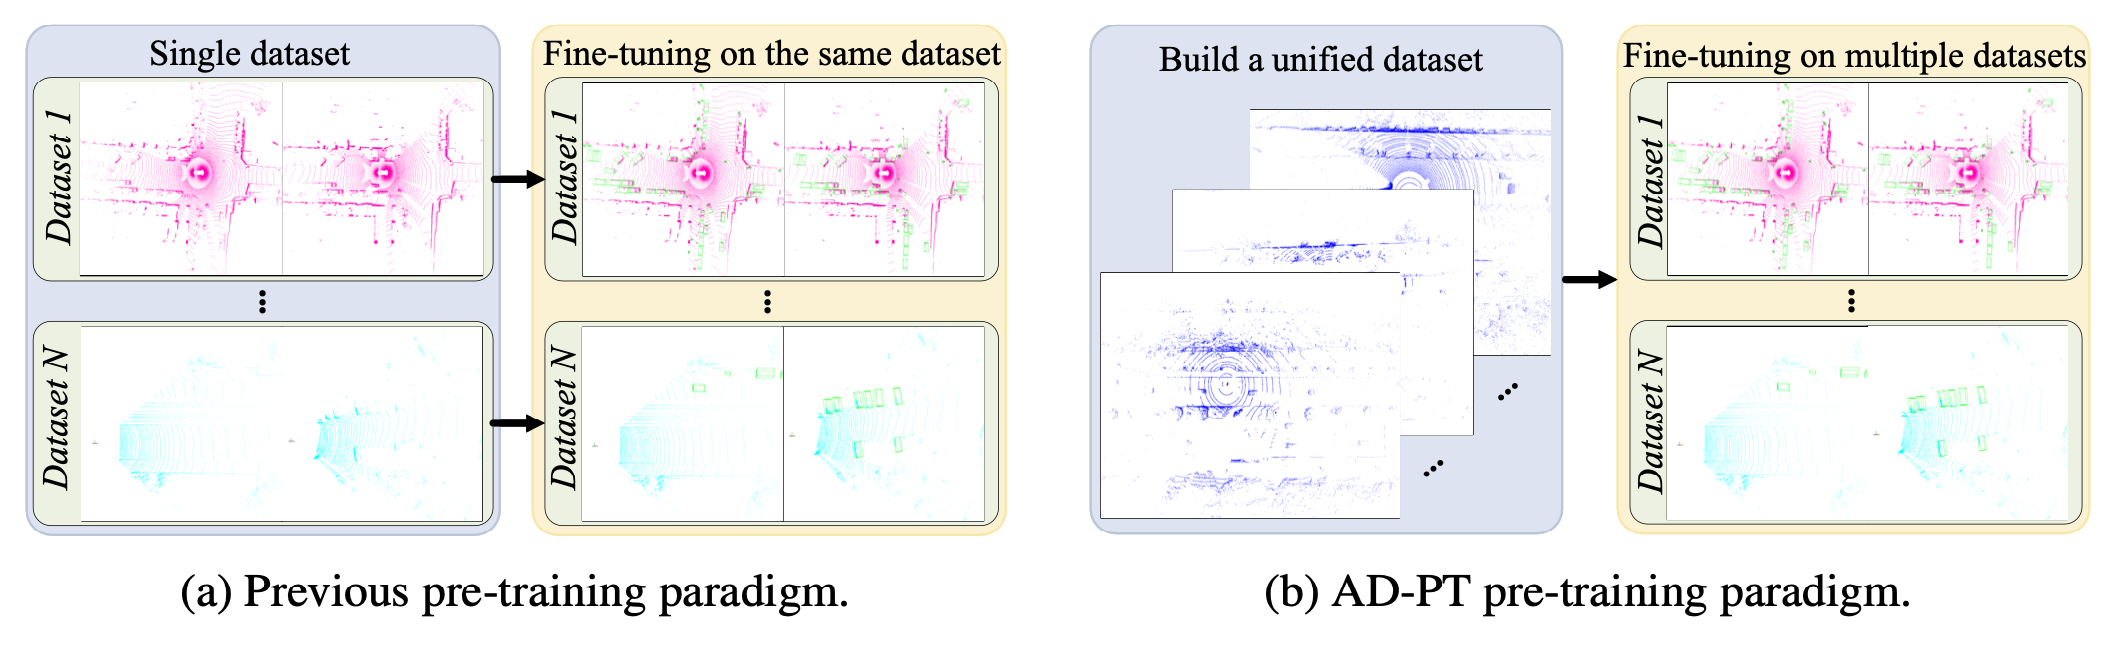 Single dataset
Dataset 1
Dataset N
Fine-tuning on the same dataset
Dataset 1
Dataset N
(a) Previous pre-training paradigm.
Build a unified dataset
Fine-tuning on multiple datasets
Dataset 1
Dataset N
(b) AD-PT pre-training paradigm.